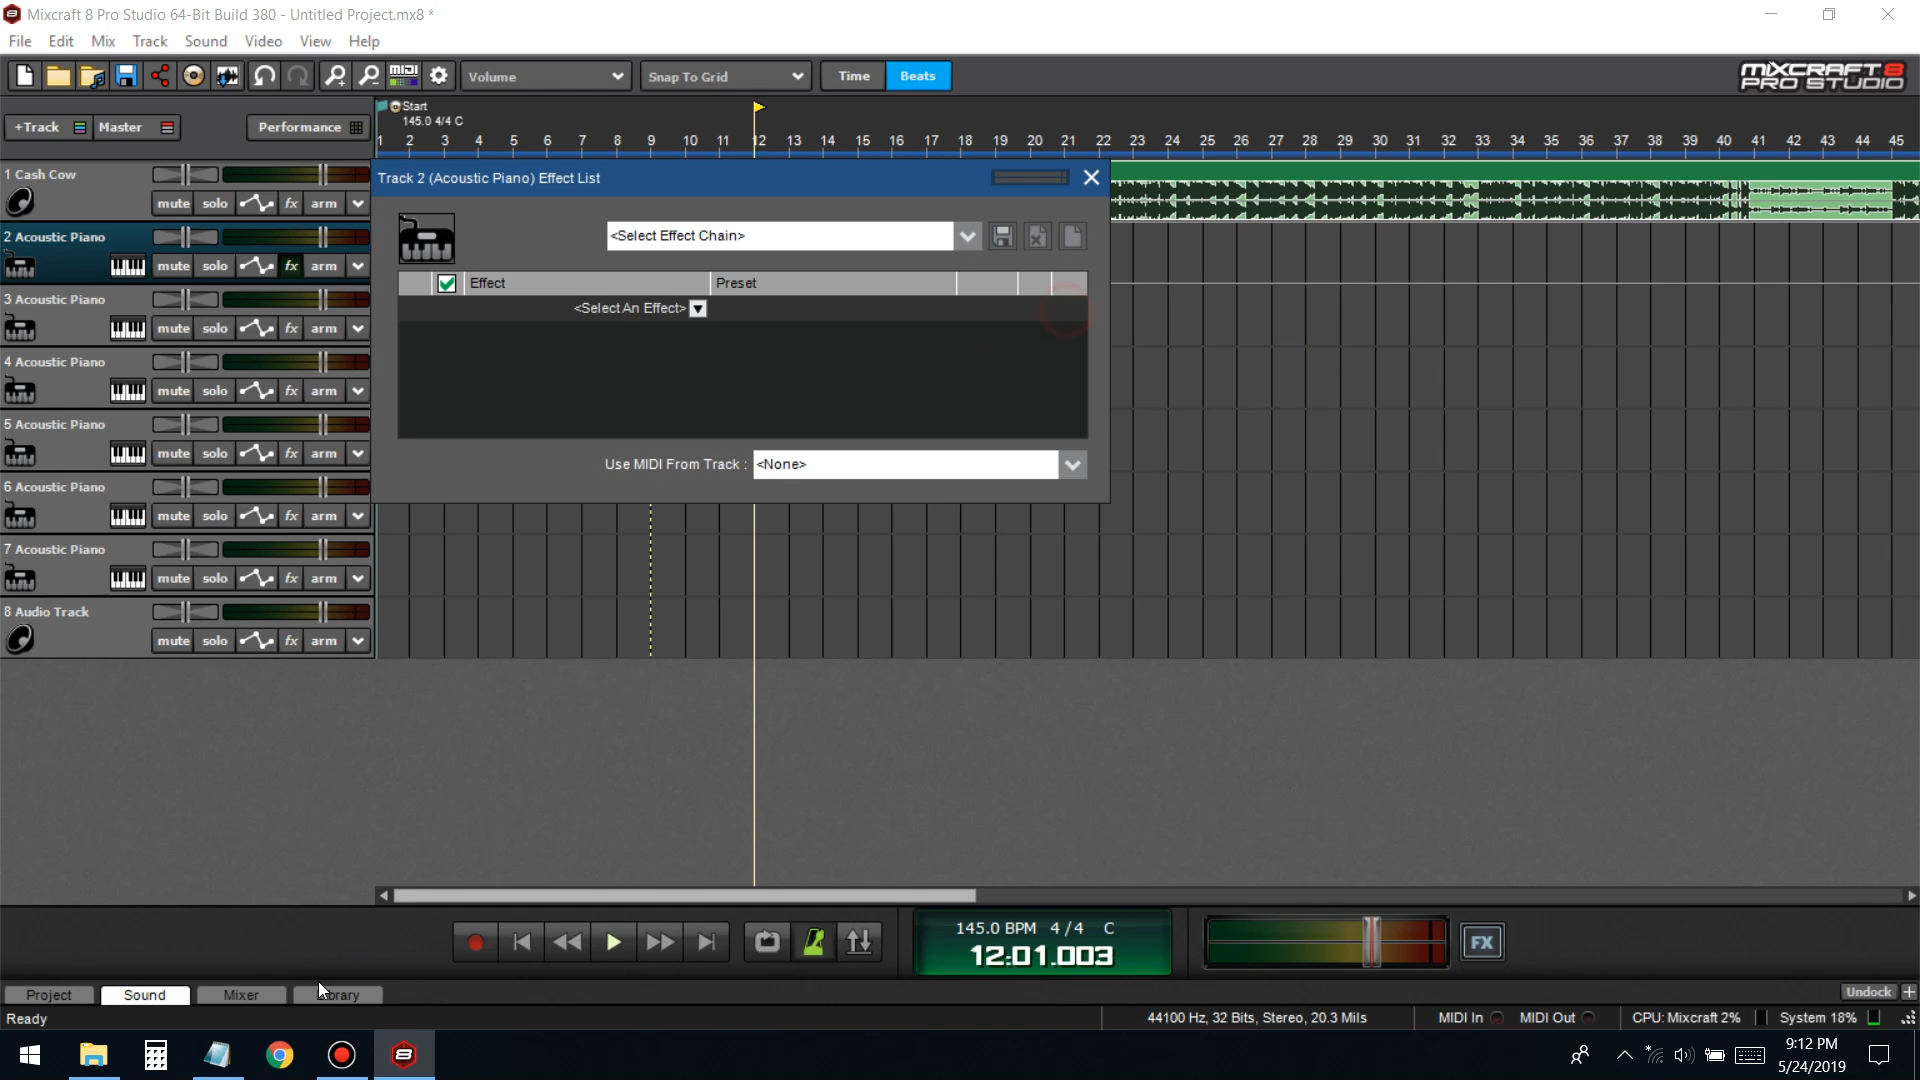 Mixcraft 8 Pro Studio 64-Bit Build 380 - Untitled Project.mx8 *
File Edit Mix Track Sound Video View Help
MIDI Volume Snap To Grid Time Beats MIXCRAFT 8 PRO STUDIO
+Track Master Performance
Start
145.0 4/4 C
1 2 3 4 5 6 7 8 9 10 11 12 13 14 15 16 17 18 19 20 21 22 23 24 25 26 27 28 29 30 31 32 33 34 35 36 37 38 39 40 41 42 43 44 45
1 Cash Cow
mute solo fx arm
2 Acoustic Piano
mute solo fx arm
3 Acoustic Piano
mute solo fx arm
4 Acoustic Piano
mute solo fx arm
5 Acoustic Piano
mute solo fx arm
6 Acoustic Piano
mute solo fx arm
7 Acoustic Piano
mute solo fx arm
8 Audio Track
mute solo fx arm
Track 2 (Acoustic Piano) Effect List
<Select Effect Chain>
Effect Preset
<Select An Effect>
Use MIDI From Track : <None>
145.0 BPM 4/4 C
12:01.003
FX
Project Sound Mixer Library Undock +
Ready 44100 Hz, 32 Bits, Stereo, 20.3 Mils MIDI In MIDI Out CPU: Mixcraft 2% System 18%
8
9:12 PM
5/24/2019